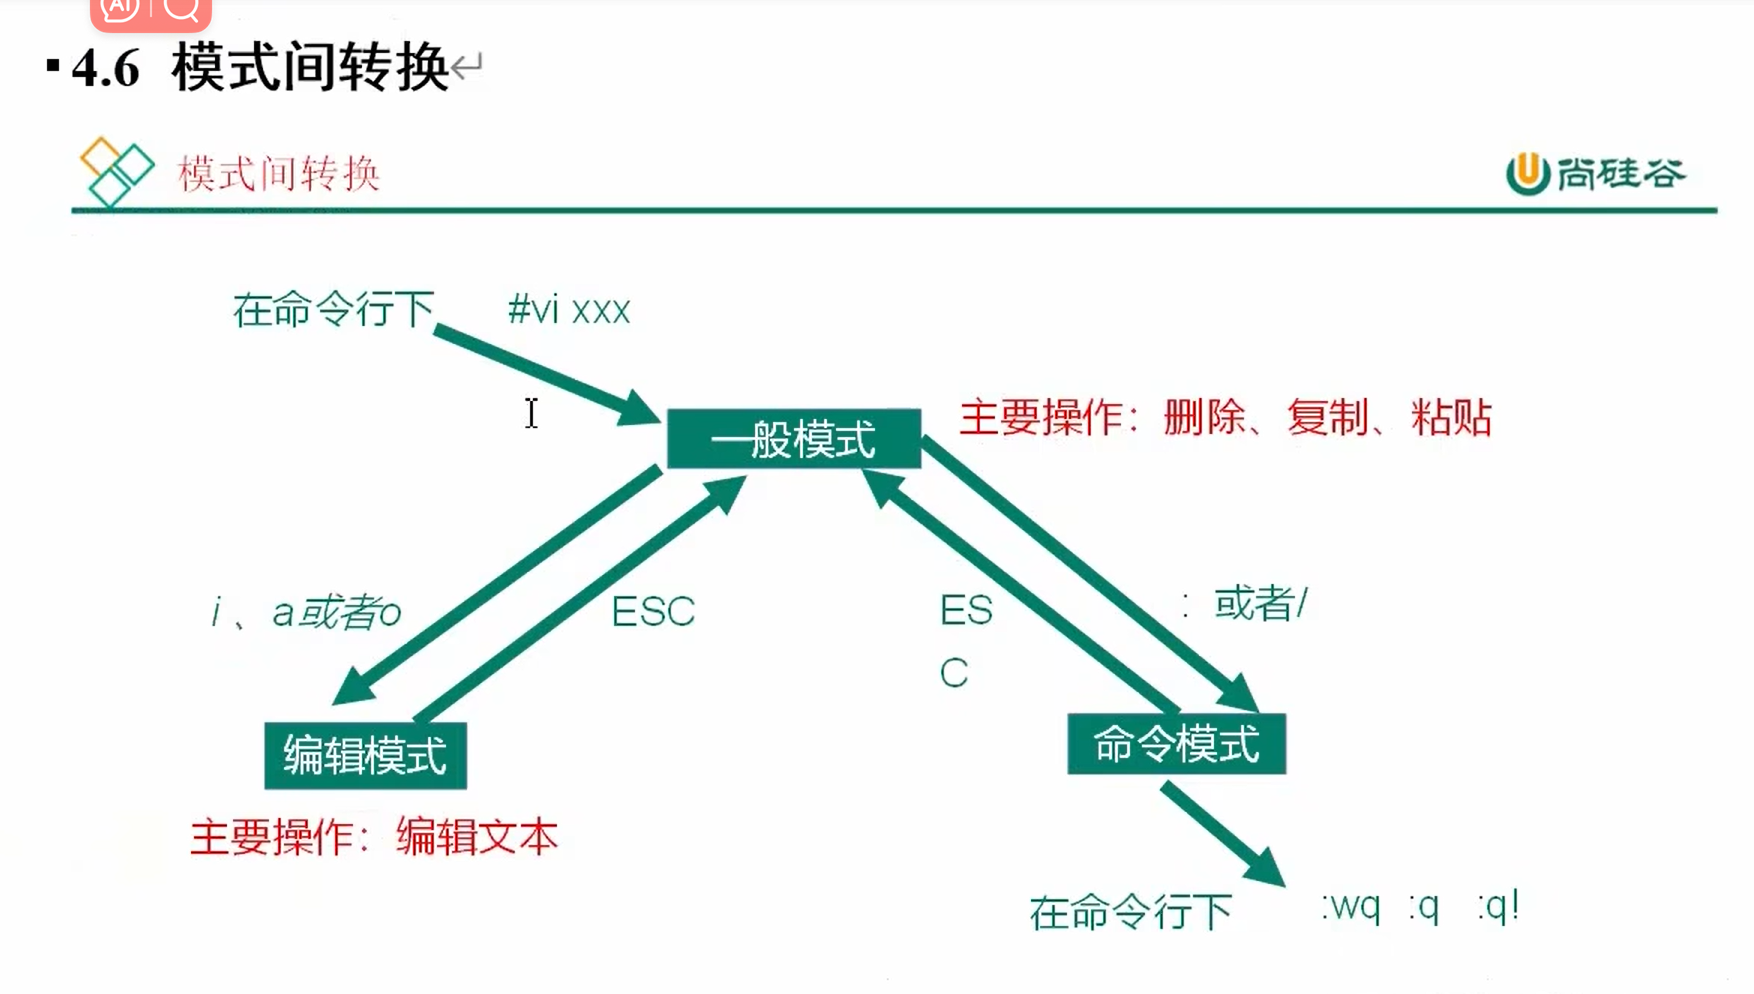 AI
▪ 4.6 模式间转换↵
模式间转换
尚硅谷
在命令行下 #vi xxx
一般模式
主要操作：删除、复制、粘贴
i 、a或者o
ESC
ES
C
：或者/
编辑模式
命令模式
主要操作：编辑文本
在命令行下 :wq :q :q!